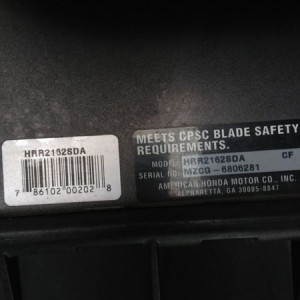 HRR2162SDA
7 86102 00202 8
MEETS CPSC BLADE SAFETY
REQUIREMENTS.
MODEL: HRR2162SDA CF
SERIAL NO: MZCG-6806281
AMERICAN HONDA MOTOR CO., INC.
ALPHARETTA, GA 30005-8847